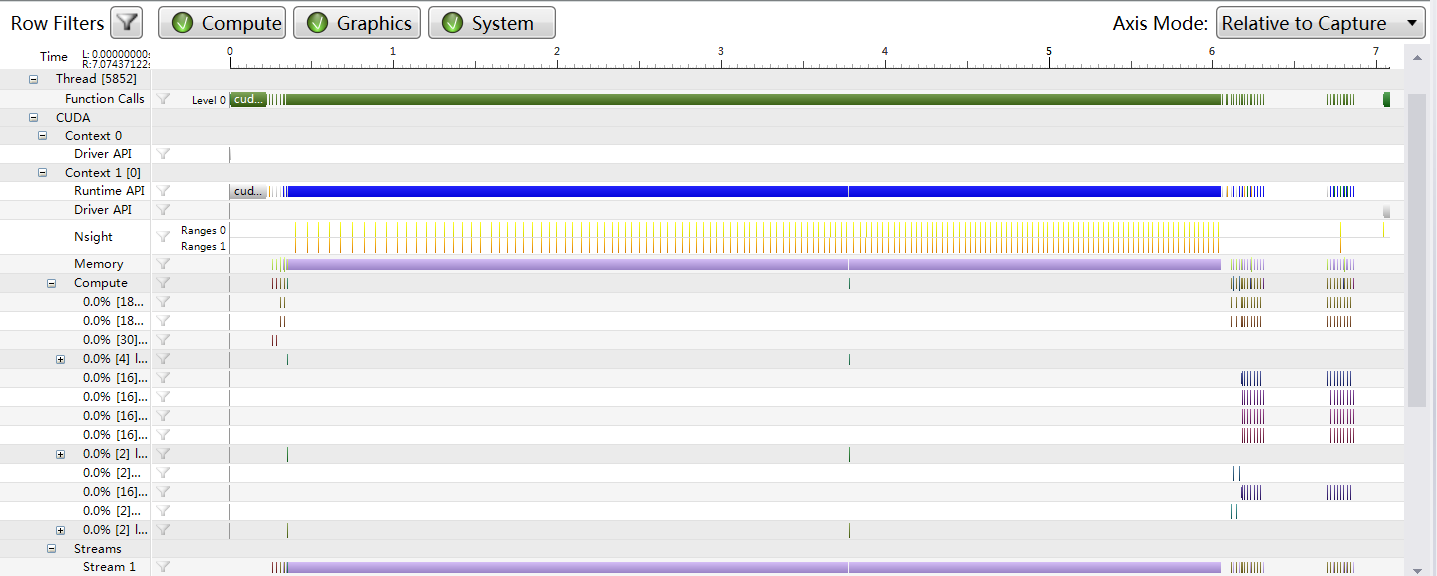 Row Filters Compute Graphics System Axis Mode: Relative to Capture
Time L: 0.00000000s 0 1 2 3 4 5 6 7
R:7.07437122s
Thread [5852]
Function Calls Level 0 cud...
CUDA
Context 0
Driver API
Context 1 [0]
Runtime API cud...
Driver API
Nsight Ranges 0
Ranges 1
Memory
Compute
0.0% [18...
0.0% [18...
0.0% [30]...
0.0% [4] l...
0.0% [16]...
0.0% [16]...
0.0% [16]...
0.0% [16]...
0.0% [2] l...
0.0% [2]...
0.0% [16]...
0.0% [2]...
0.0% [2] l...
Streams
Stream 1